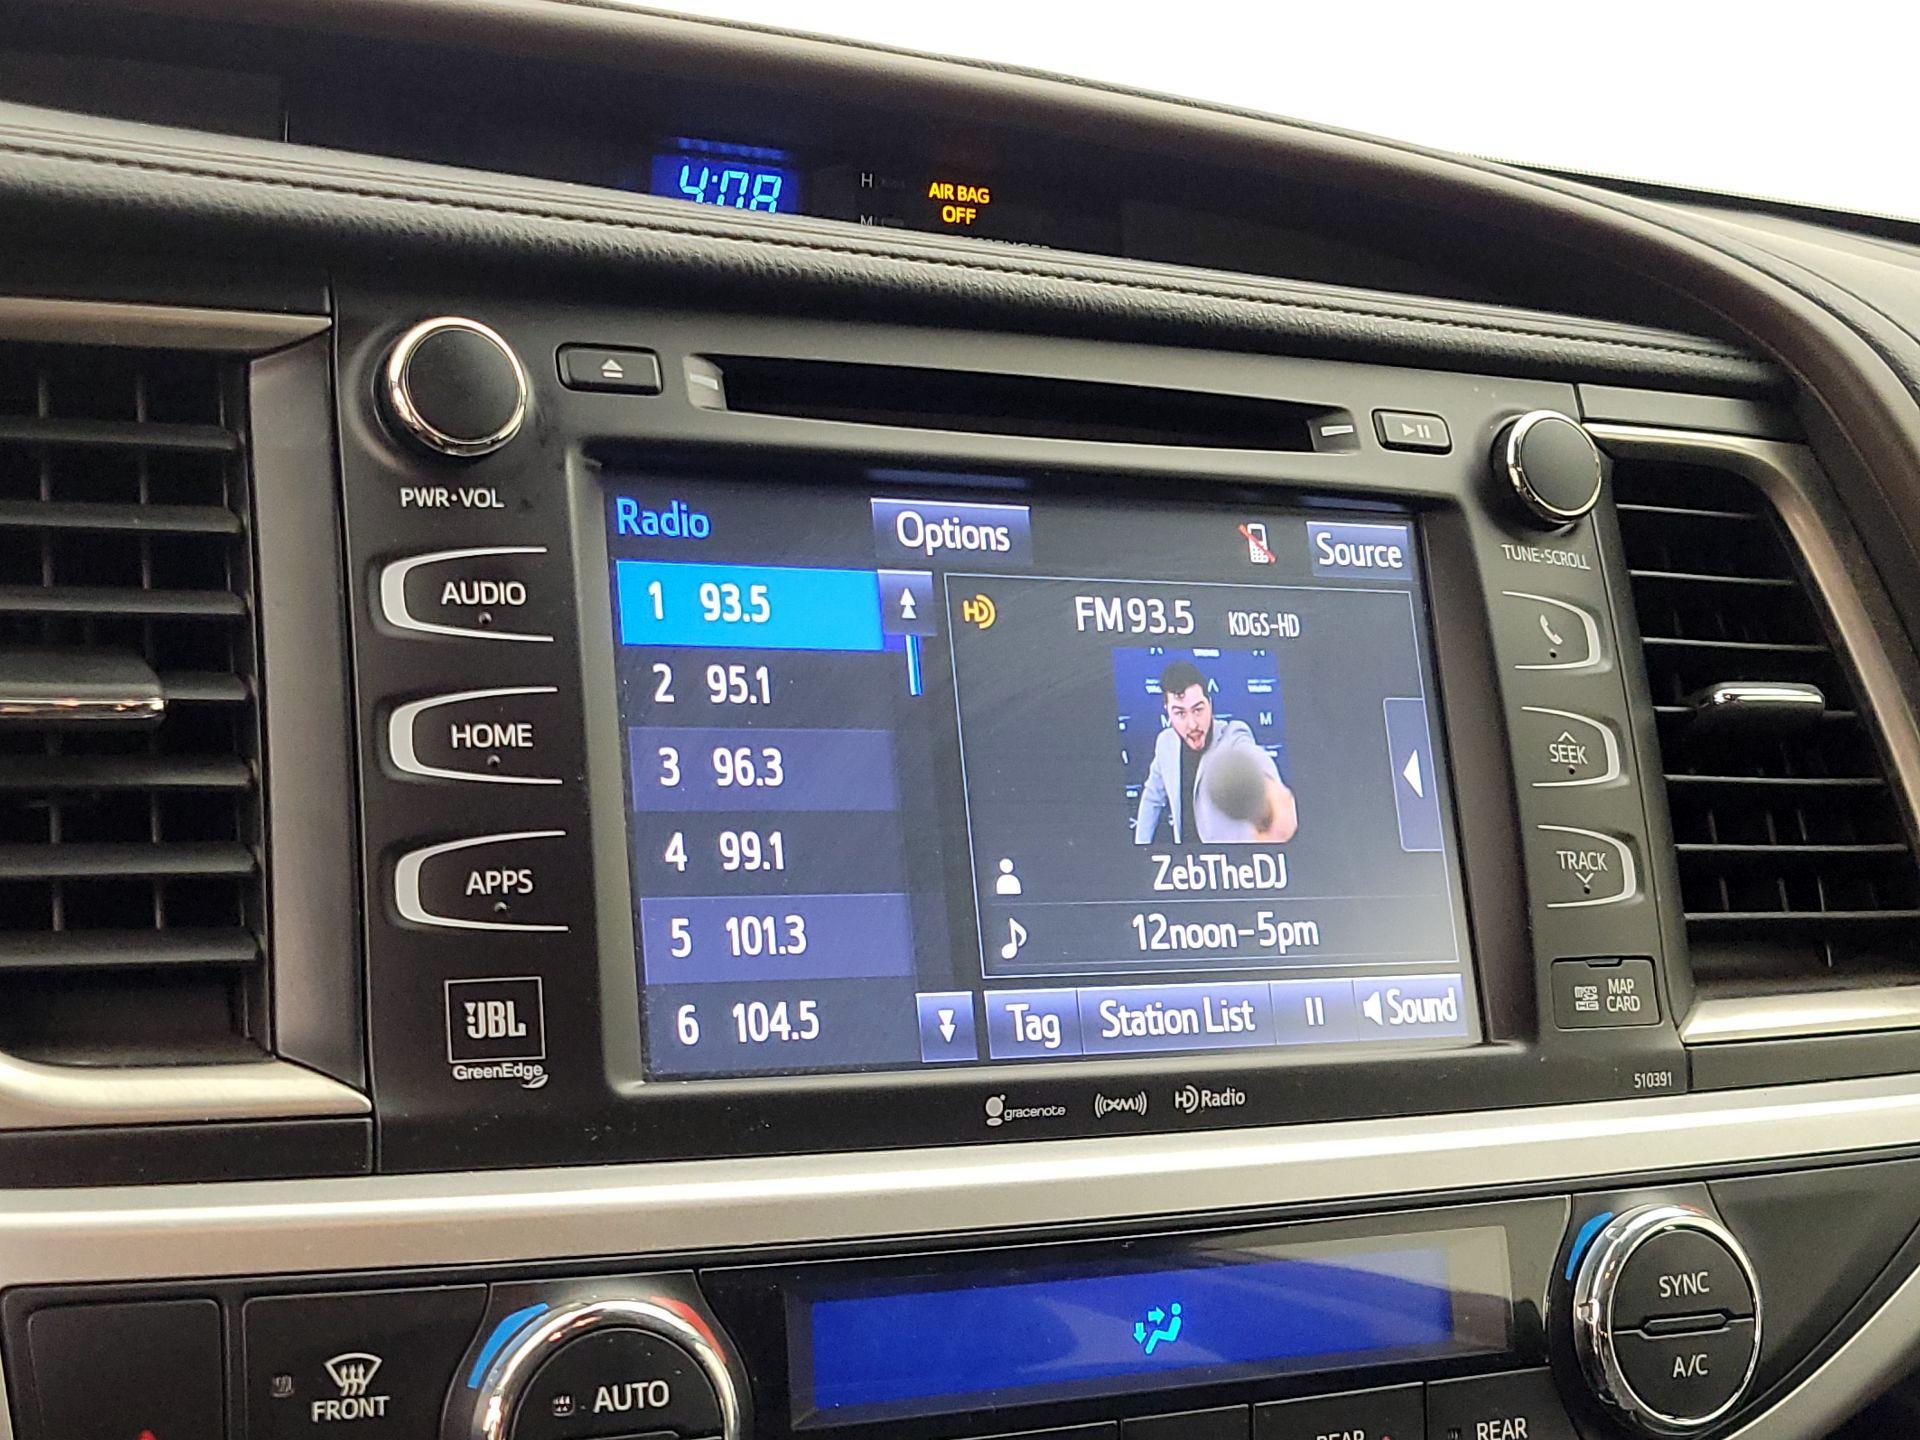 4:08
H
M
AIR BAG
OFF
PWR•VOL
AUDIO
HOME
APPS
JBL
GreenEdge
Radio
Options
Source
1 93.5
2 95.1
3 96.3
4 99.1
5 101.3
6 104.5
HD
FM 93.5 KDGS-HD
M
M
ZebTheDJ
12noon-5pm
Tag
Station List
Sound
TUNE•SCROLL
SEEK
TRACK
MAP
CARD
510391
gracenote
((XM))
HD Radio
FRONT
AUTO
SYNC
A/C
REAR
REAR